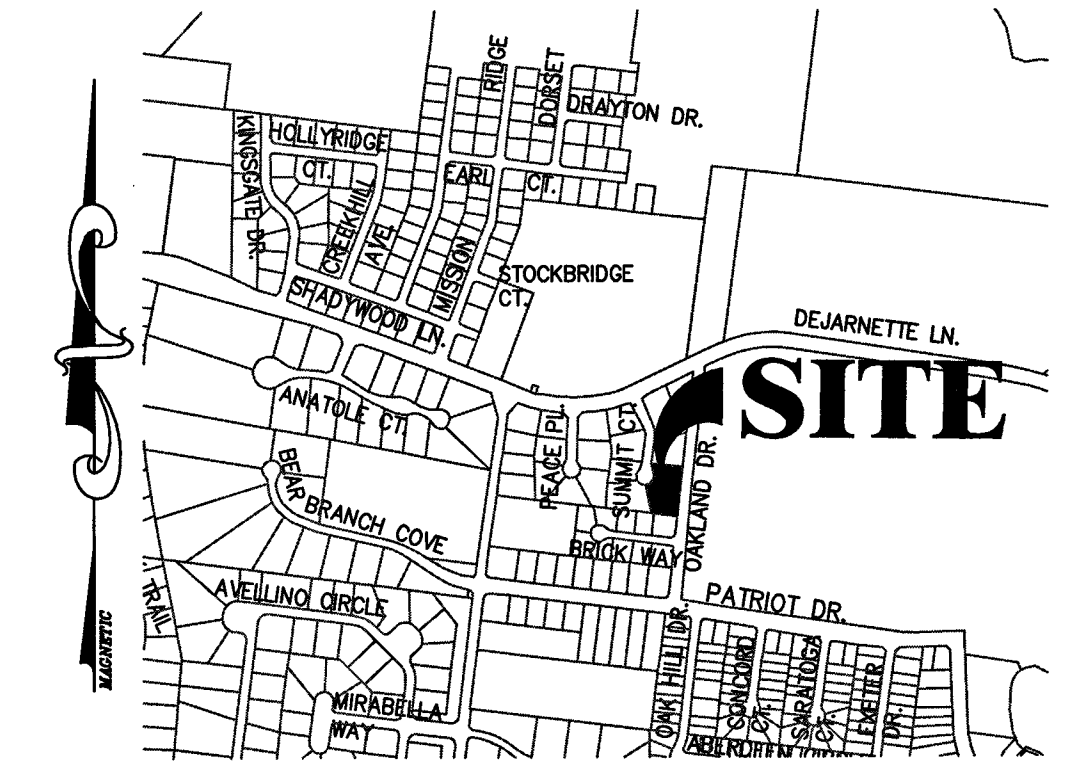 RIDGE
DORSET
DRAYTON DR.
KINGSGATE DR.
HOLLYRIDGE
CT.
EARL
CT.
CREEKHILL
AVE.
MISSION
STOCKBRIDGE
CT.
SHADYWOOD LN.
DEJARNETTE LN.
SITE
ANATOLE CT.
PEACE PL.
SUMMIT CT.
OAKLAND DR.
BEAR BRANCH COVE
BRICK WAY
AVELLINO CIRCLE
TRAIL
PATRIOT DR.
OAK HILL DR.
CONCORD
CT.
SARATOGA
CT.
EXETER
DR.
MIRABELLA
WAY
ABERDEEN
MAGNETIC